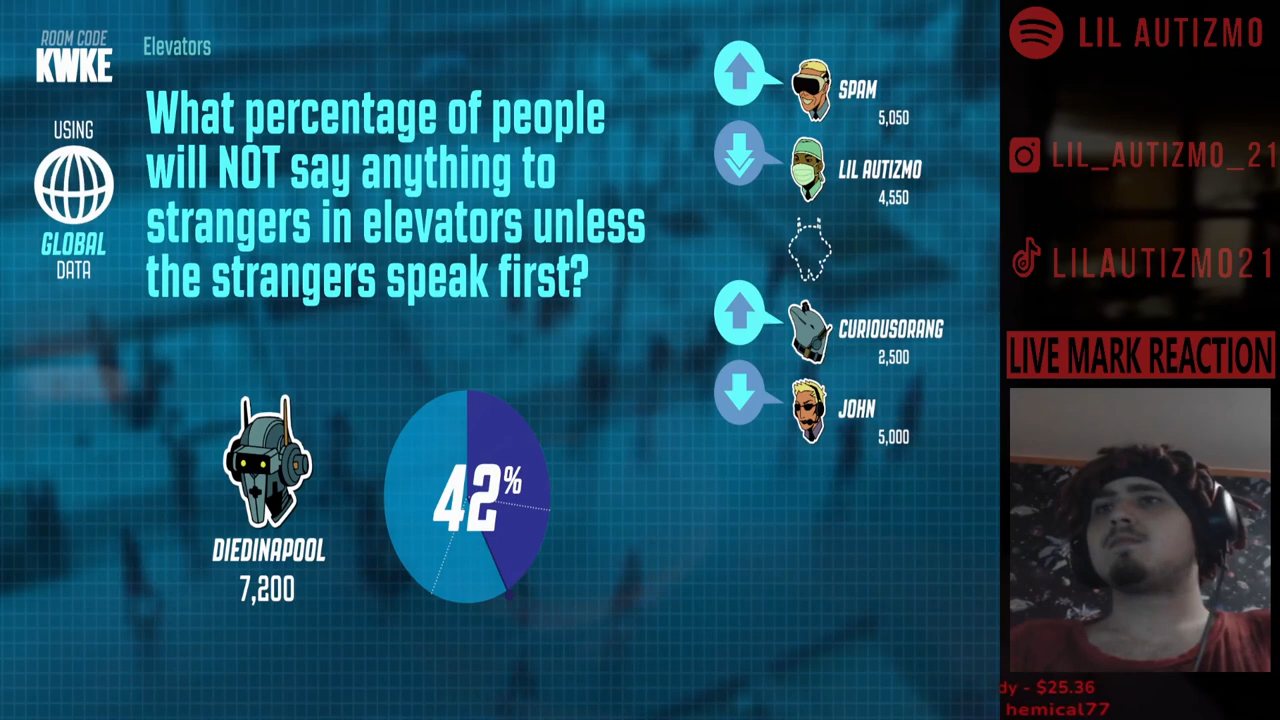 ROOM CODE
KWKE
Elevators
What percentage of people
will NOT say anything to
strangers in elevators unless
the strangers speak first?
USING
GLOBAL
DATA
SPAM
5,050
LIL AUTIZMO
4,550
CURIOUSORANG
2,500
JOHN
5,000
DIEDINAPOOL
7,200
42%
LIL AUTIZMO
LIL_AUTIZMO_21
LILAUTIZMO21
LIVE MARK REACTION
dy - $25.36
hemical77